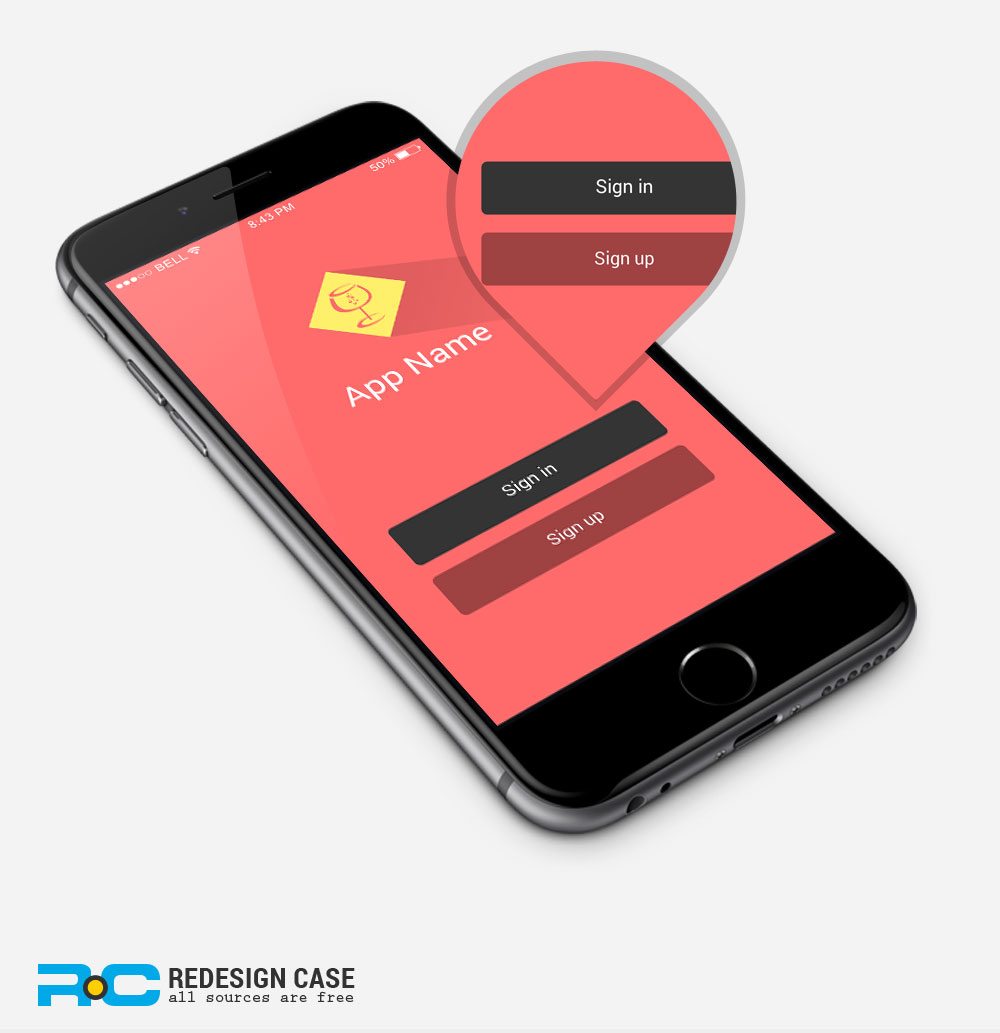 BELL
8:43 PM
50%
App Name
Sign in
Sign up
Sign in
Sign up
RC
REDESIGN CASE
all sources are free